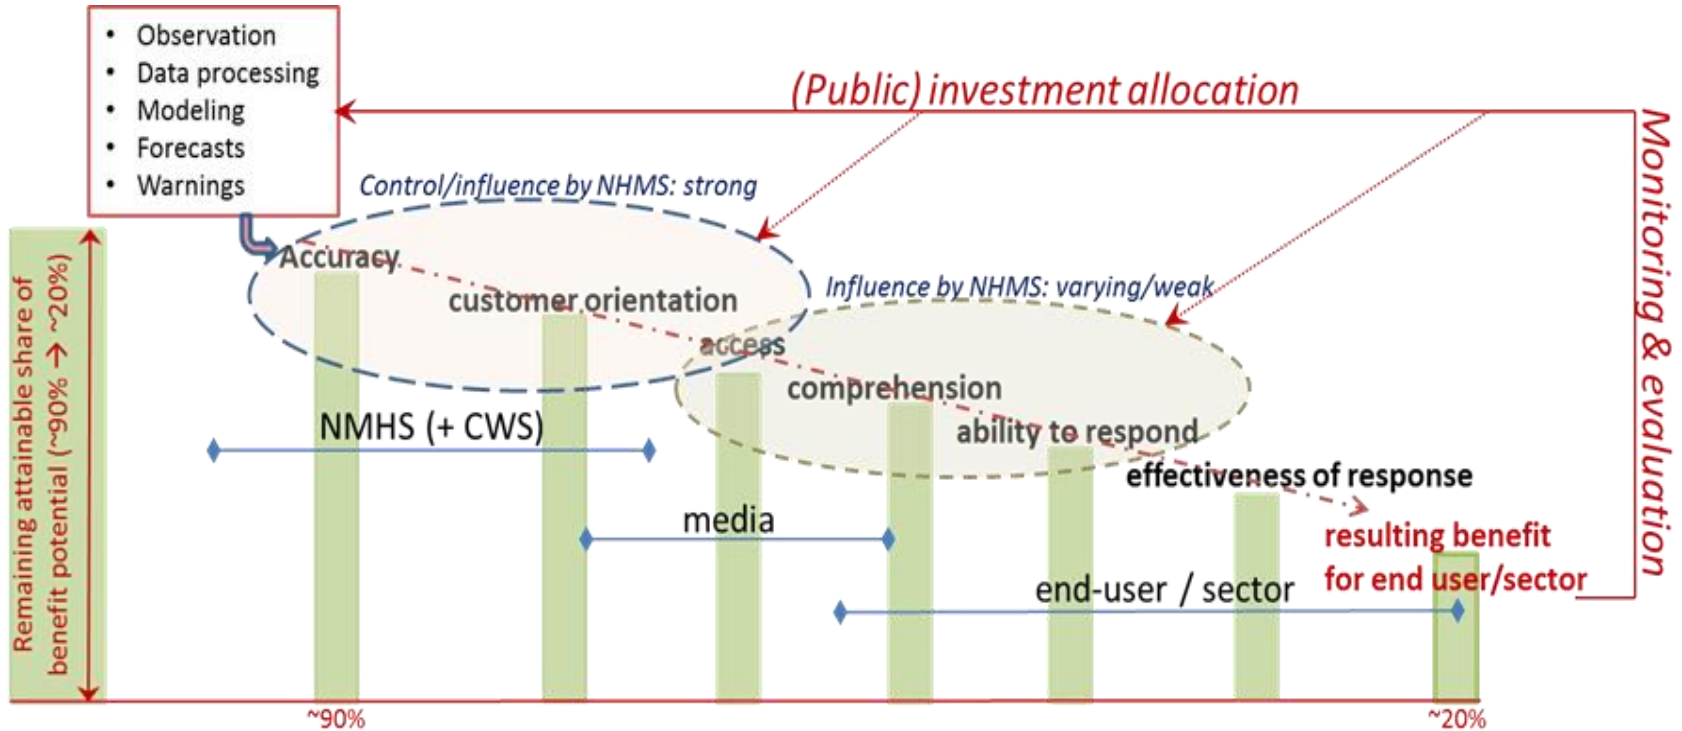 • Observation
• Data processing
• Modeling
• Forecasts
• Warnings
(Public) investment allocation
Monitoring & evaluation
Control/influence by NHMS: strong
Influence by NHMS: varying/weak
Remaining attainable share of
benefit potential (~90% → ~20%)
Accuracy
customer orientation
access
comprehension
ability to respond
effectiveness of response
resulting benefit
for end user/sector
NMHS (+ CWS)
media
end-user / sector
~90%
~20%